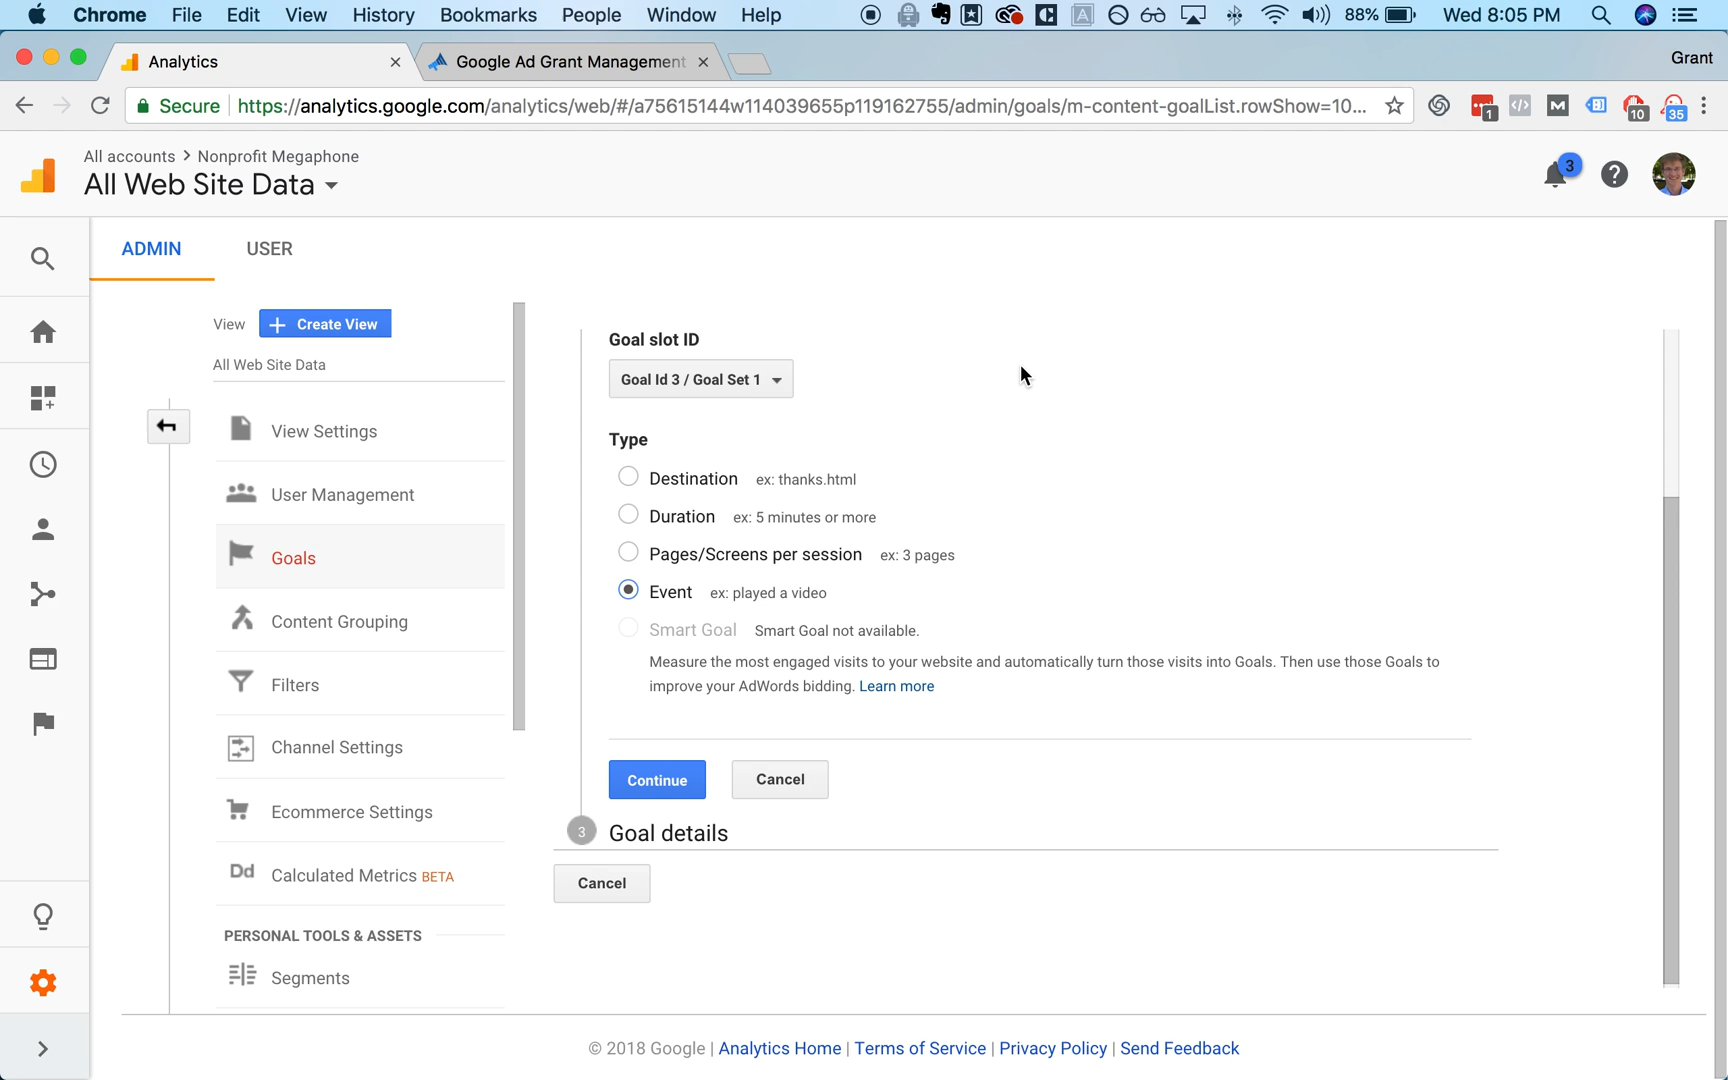 Chrome File Edit View History Bookmarks People Window Help 88% Wed 8:05 PM
Analytics Google Ad Grant Management Grant
Secure https://analytics.google.com/analytics/web/#/a75615144w114039655p119162755/admin/goals/m-content-goalList.rowShow=10... 1 10 35
All accounts > Nonprofit Megaphone
All Web Site Data 3
ADMIN USER
View Create View
All Web Site Data
View Settings
User Management
Goals
Content Grouping
Filters
Channel Settings
Ecommerce Settings
Dd Calculated Metrics BETA
PERSONAL TOOLS & ASSETS
Segments
Goal slot ID
Goal Id 3 / Goal Set 1
Type
Destination ex: thanks.html
Duration ex: 5 minutes or more
Pages/Screens per session ex: 3 pages
Event ex: played a video
Smart Goal Smart Goal not available.
Measure the most engaged visits to your website and automatically turn those visits into Goals. Then use those Goals to
improve your AdWords bidding. Learn more
Continue Cancel
3 Goal details
Cancel
© 2018 Google | Analytics Home | Terms of Service | Privacy Policy | Send Feedback